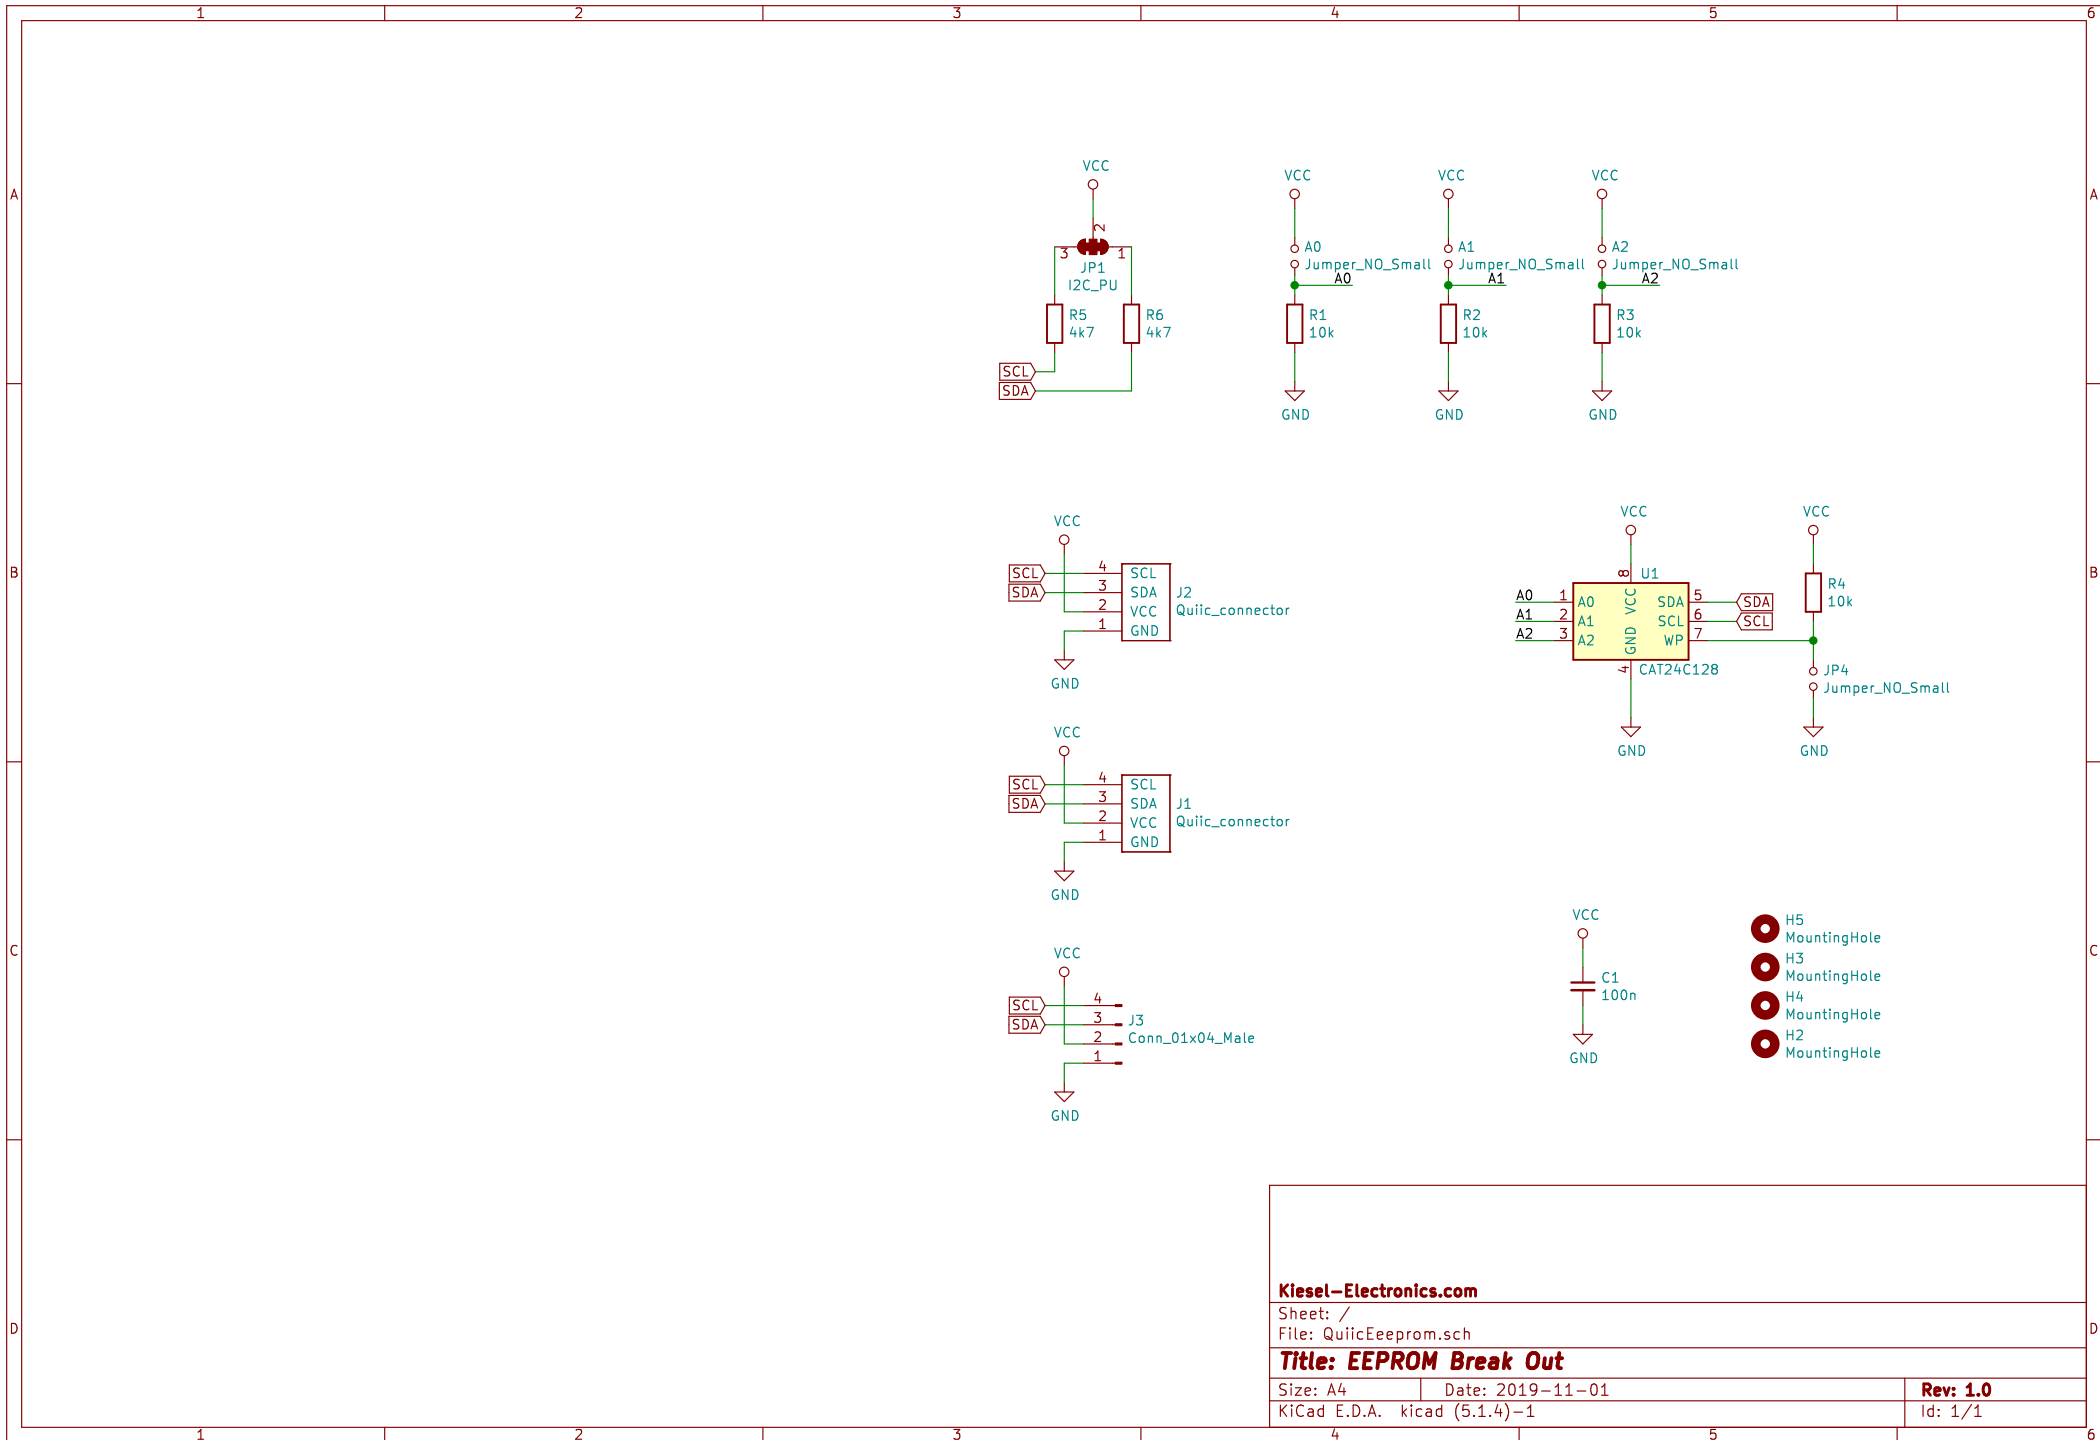 1 2 3 4 5 6
A A
VCC
2
3 1
JP1
I2C_PU
R5
4k7
R6
4k7
SCL
SDA
VCC
A0
Jumper_NO_Small
A0
R1
10k
GND
VCC
A1
Jumper_NO_Small
A1
R2
10k
GND
VCC
A2
Jumper_NO_Small
A2
R3
10k
GND
B B
VCC
SCL 4 SCL
SDA 3 SDA
2 VCC
1 GND
J2
Quiic_connector
GND
VCC
8 U1
A0 1 A0
A1 2 A1
A2 3 A2
VCC
GND
SDA 5 SDA
SCL 6 SCL
WP 7
4 CAT24C128
GND
VCC
R4
10k
JP4
Jumper_NO_Small
GND
VCC
SCL 4 SCL
SDA 3 SDA
2 VCC
1 GND
J1
Quiic_connector
GND
C C
VCC
SCL 4
SDA 3
2
1
J3
Conn_01x04_Male
GND
VCC
C1
100n
GND
H5
MountingHole
H3
MountingHole
H4
MountingHole
H2
MountingHole
D D
Kiesel-Electronics.com
Sheet: /
File: QuiicEeeprom.sch
Title: EEPROM Break Out
Size: A4 Date: 2019-11-01 Rev: 1.0
KiCad E.D.A. kicad (5.1.4)-1 Id: 1/1
1 2 3 4 5 6